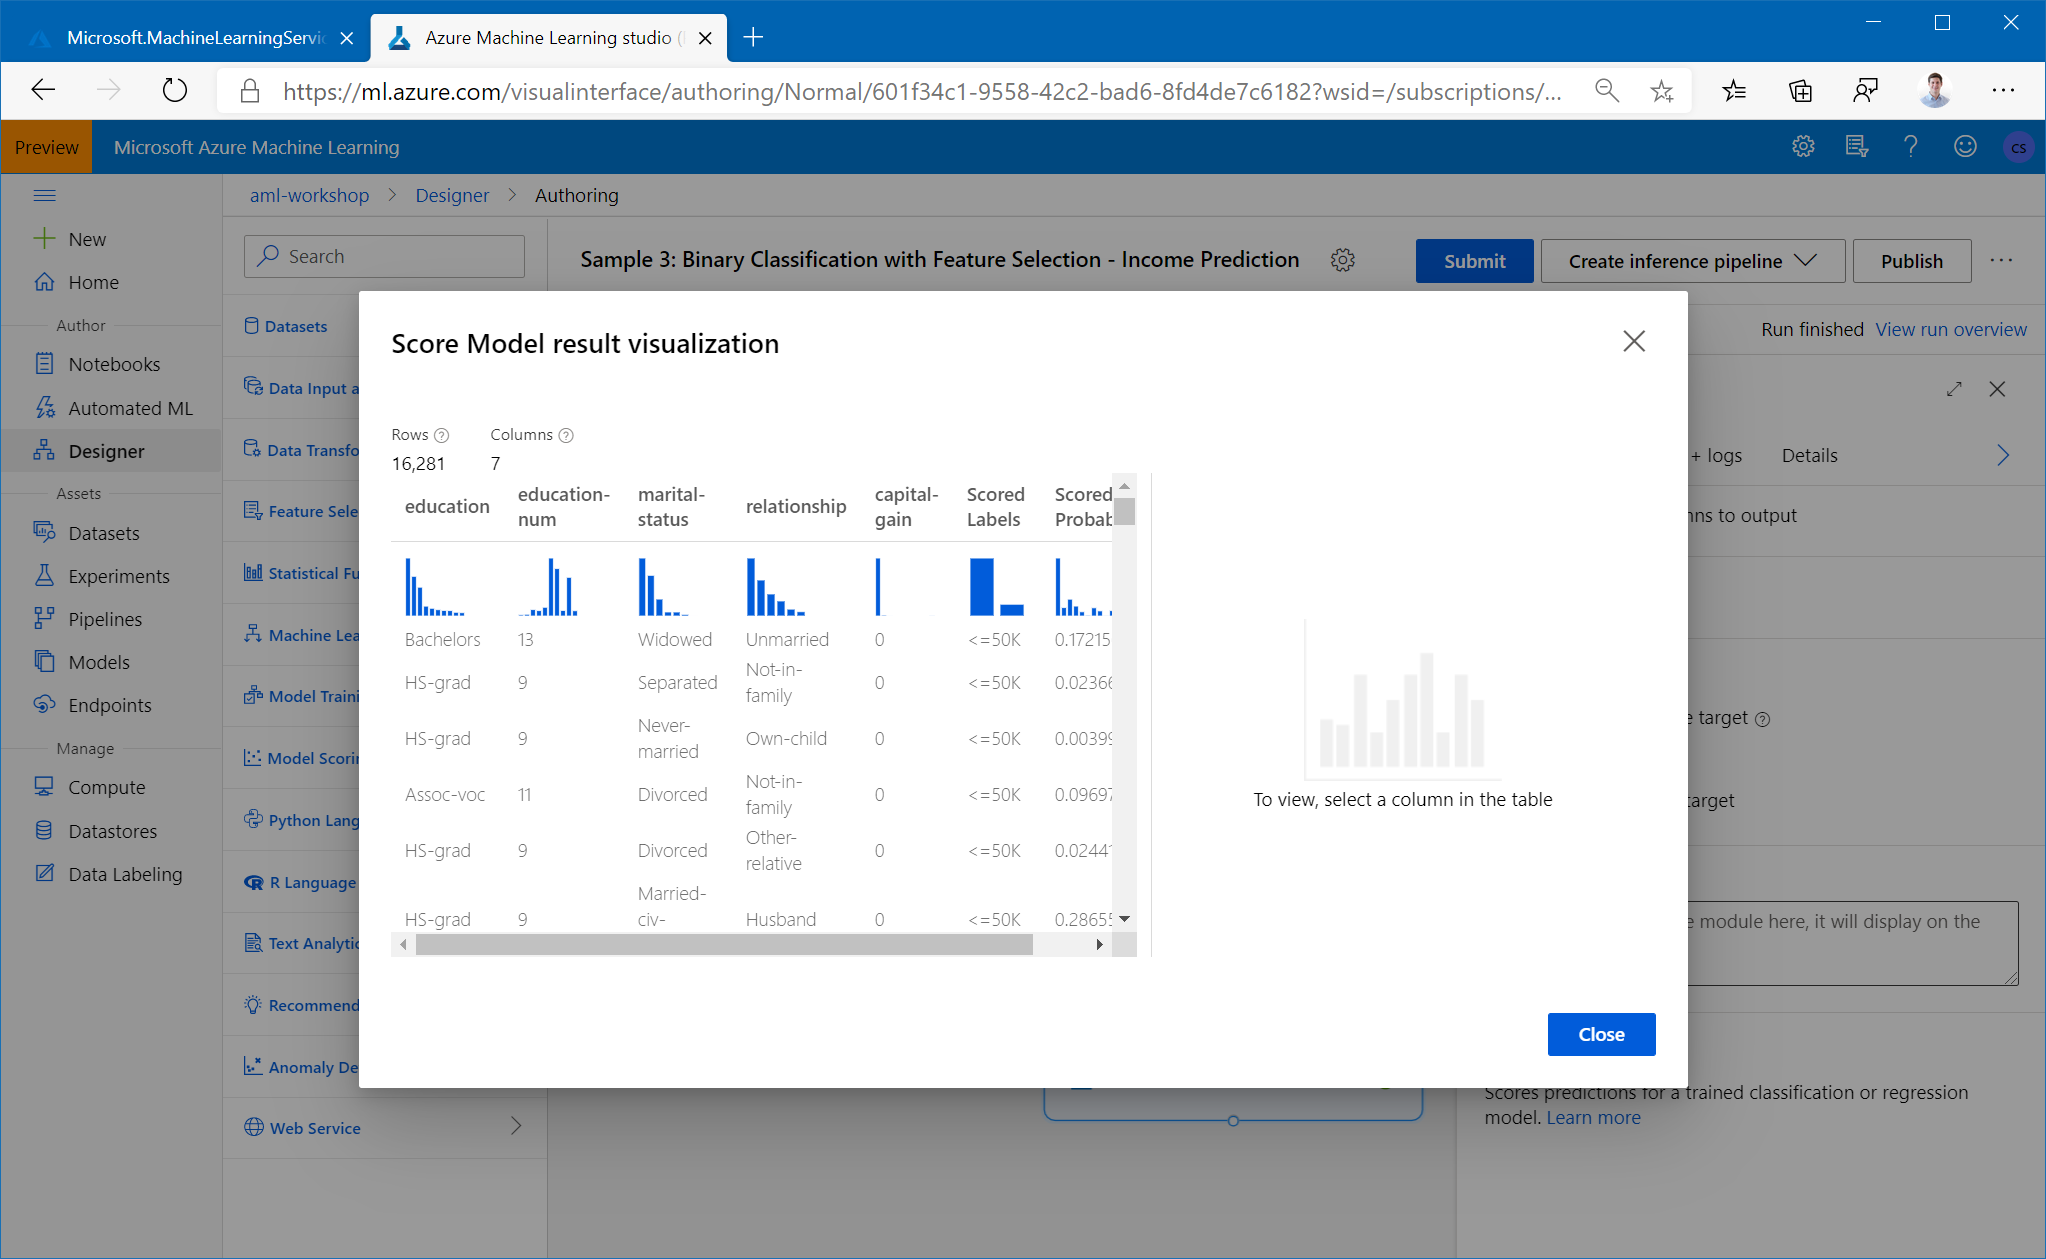 Microsoft.MachineLearningServi
Azure Machine Learning studio (
https://ml.azure.com/visualinterface/authoring/Normal/601f34c1-9558-42c2-bad6-8fd4de7c6182?wsid=/subscriptions/...
Preview
Microsoft Azure Machine Learning
CS
New
Home
Author
Notebooks
Automated ML
Designer
Assets
Datasets
Experiments
Pipelines
Models
Endpoints
Manage
Compute
Datastores
Data Labeling
aml-workshop > Designer > Authoring
Search
Datasets
Data Input a
Data Transfo
Feature Sele
Statistical Fu
Machine Lea
Model Traini
Model Scori
Python Lang
R Language
Text Analytic
Recommend
Anomaly De
Web Service
Sample 3: Binary Classification with Feature Selection - Income Prediction
Submit
Create inference pipeline
Publish
Run finished View run overview
Score Model result visualization
Rows Columns
16,281 7
education education-num marital-status relationship capital-gain Scored Labels Scored Probab
Bachelors 13 Widowed Unmarried 0 <=50K 0.17215
HS-grad 9 Separated Not-in-family 0 <=50K 0.02366
HS-grad 9 Never-married Own-child 0 <=50K 0.00399
Assoc-voc 11 Divorced Not-in-family 0 <=50K 0.09697
HS-grad 9 Divorced Other-relative 0 <=50K 0.02441
HS-grad 9 Married-civ- Husband 0 <=50K 0.28655
To view, select a column in the table
Close
+ logs Details
nns to output
e target
target
e module here, it will display on the
Scores predictions for a trained classification or regression
model. Learn more